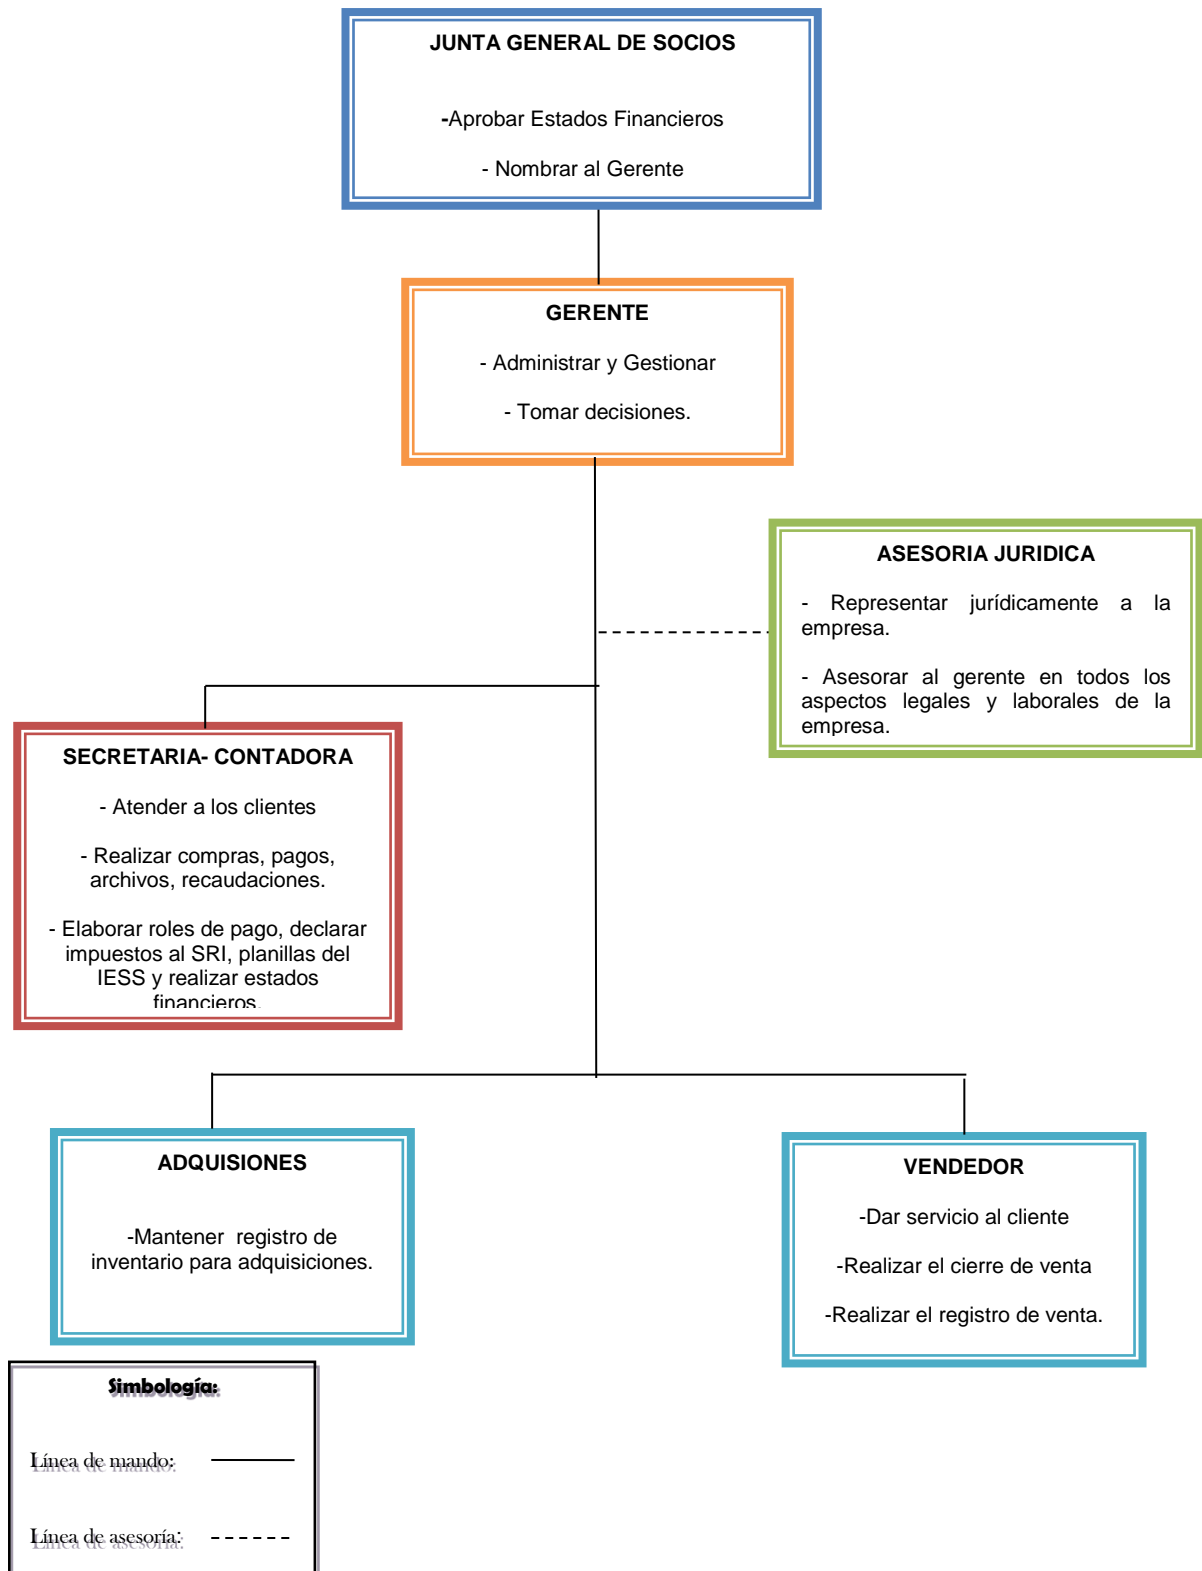 JUNTA GENERAL DE SOCIOS
-Aprobar Estados Financieros
- Nombrar al Gerente
GERENTE
- Administrar y Gestionar
- Tomar decisiones.
ASESORIA JURIDICA
- Representar jurídicamente a la
empresa.
- Asesorar al gerente en todos los
aspectos legales y laborales de la
empresa.
SECRETARIA- CONTADORA
- Atender a los clientes
- Realizar compras, pagos,
archivos, recaudaciones.
- Elaborar roles de pago, declarar
impuestos al SRI, planillas del
IESS y realizar estados
financieros.
ADQUISIONES
-Mantener registro de
inventario para adquisiciones.
VENDEDOR
-Dar servicio al cliente
-Realizar el cierre de venta
-Realizar el registro de venta.
Simbología:
Línea de mando:
Línea de asesoría: